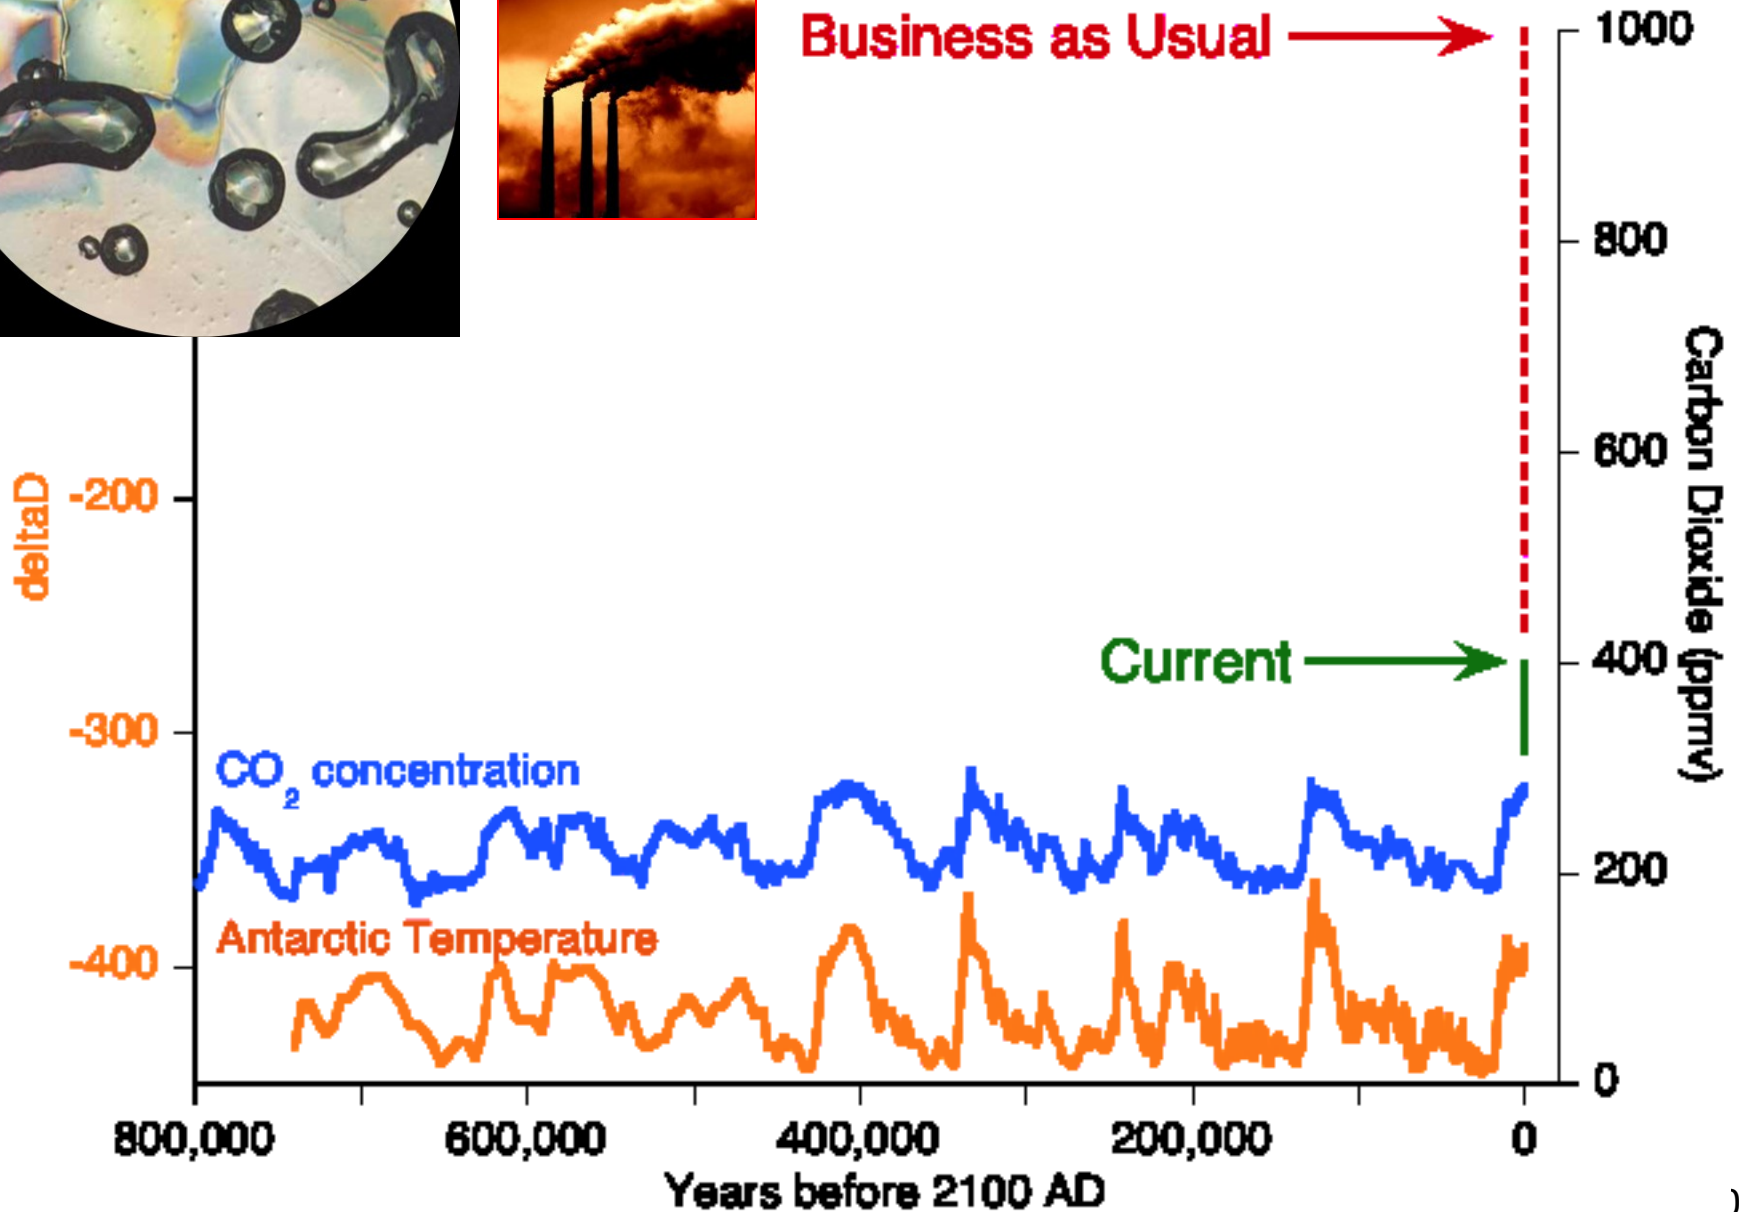 Business as Usual
1000
800
600
400
200
0
Carbon Dioxide (ppmv)
Current
deltaD
-200
-300
-400
CO2 concentration
Antarctic Temperature
800,000
600,000
400,000
200,000
0
Years before 2100 AD